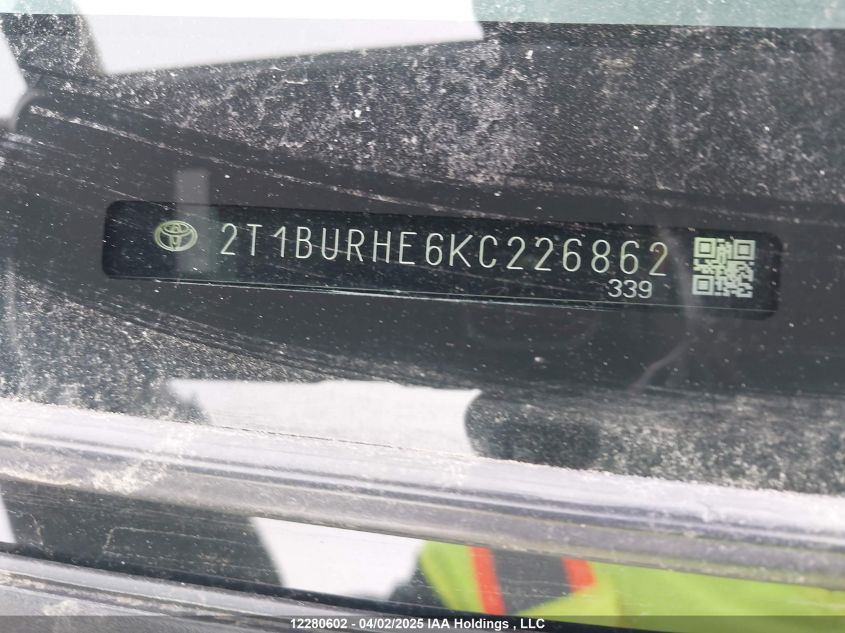 2T1BURHE6KC226862
339
12280602 - 04/02/2025 IAA Holdings , LLC